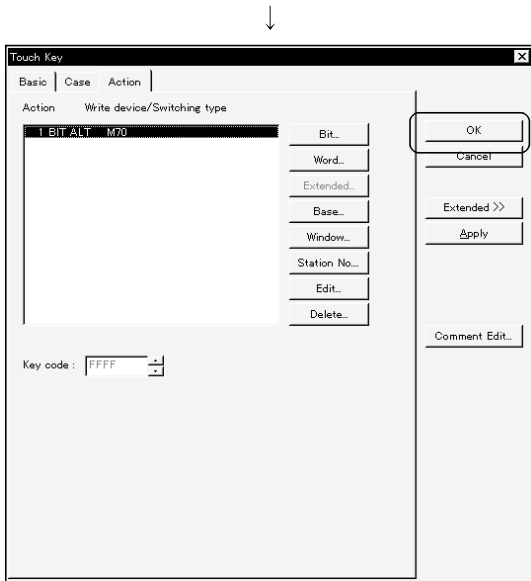 ↓
Touch Key
Basic Case Action
Action Write device/Switching type
1 BIT ALT M70
Bit...
Word...
Extended...
Base...
Window...
Station No....
Edit...
Delete...
Key code : FFFF
OK
Cancel
Extended >>
Apply
Comment Edit...